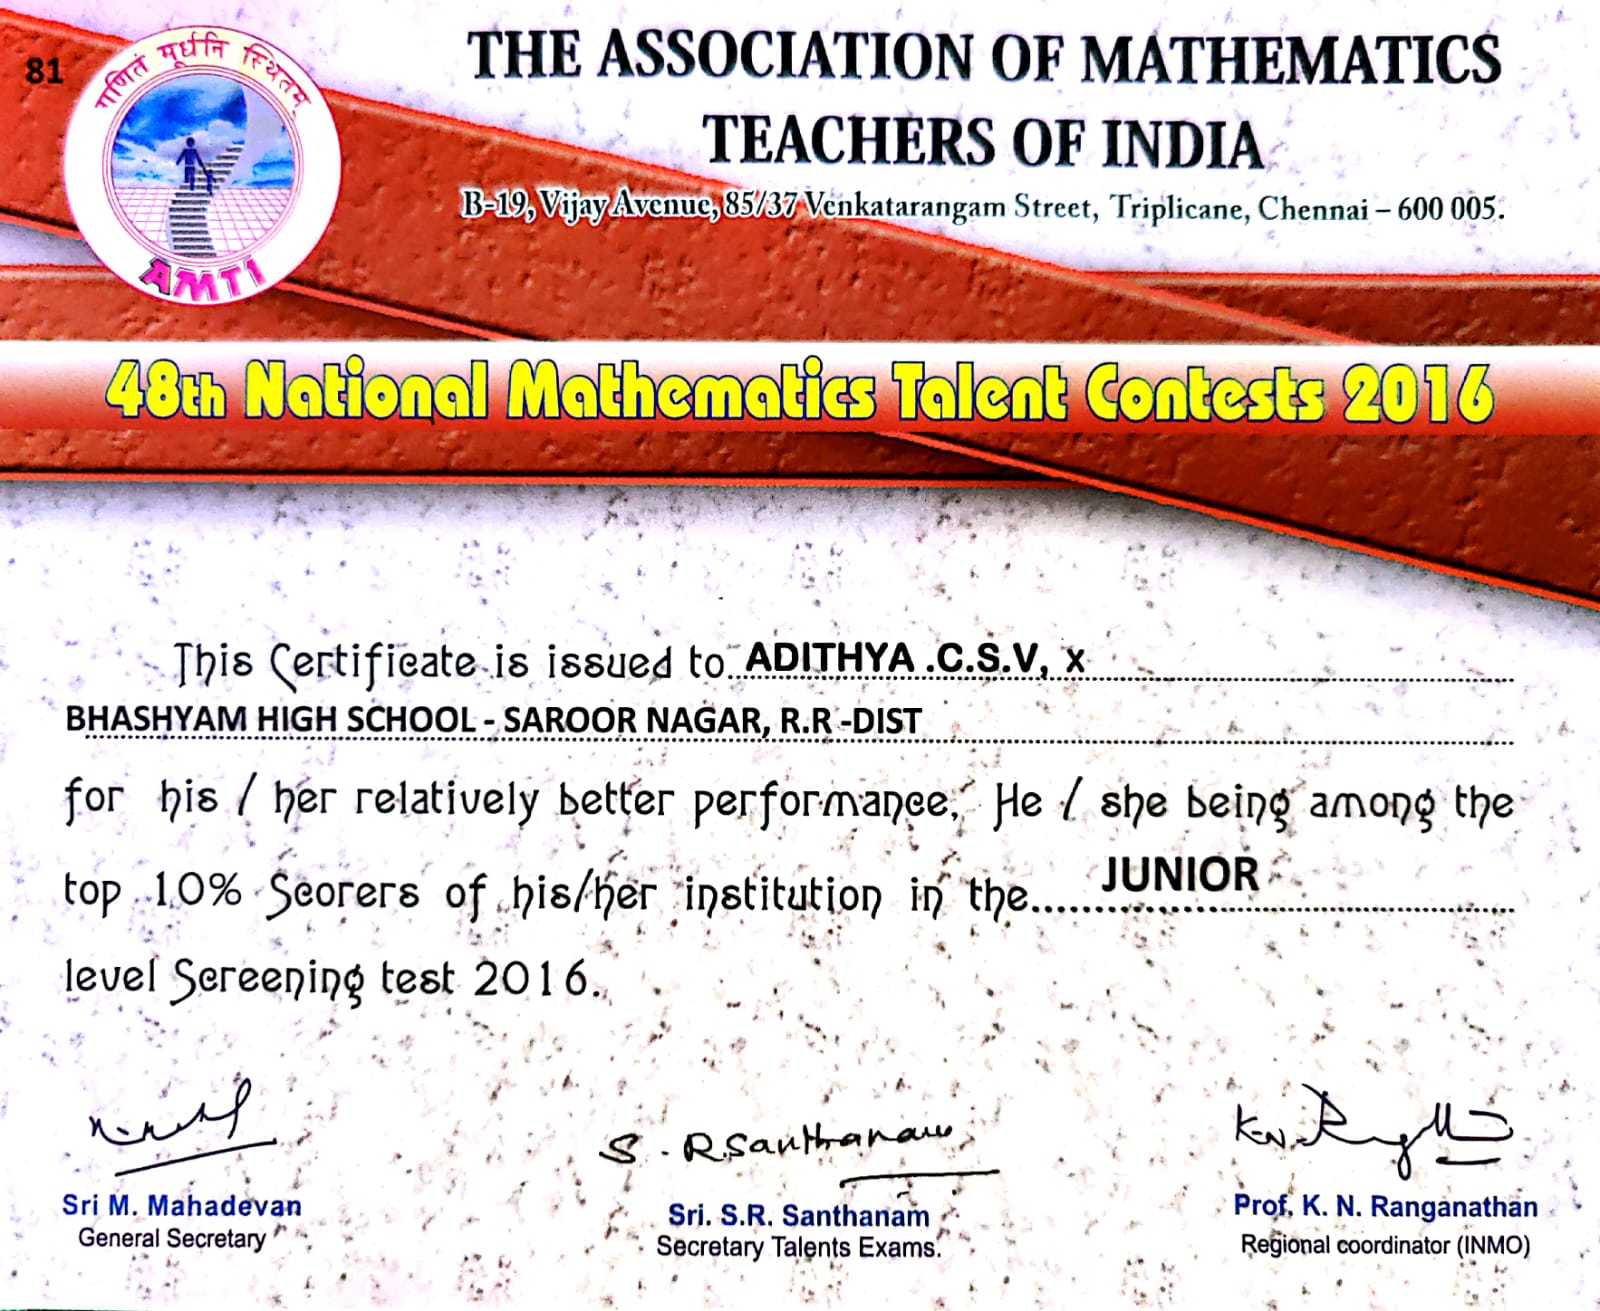 81
गणितं मूर्धनि स्थितम्
AMTI
THE ASSOCIATION OF MATHEMATICS
TEACHERS OF INDIA
B-19, Vijay Avenue, 85/37 Venkatarangam Street, Triplicane, Chennai – 600 005.
48th National Mathematics Talent Contests 2016
This Certificate is issued to ADITHYA .C.S.V, X
BHASHYAM HIGH SCHOOL - SAROOR NAGAR, R.R -DIST
for his / her relatively better performance, He / she being among the
top 10% Scorers of his/her institution in the JUNIOR
level Screening test 2016.
S. R. Santhanam
Sri M. Mahadevan
General Secretary
Sri. S.R. Santhanam
Secretary Talents Exams.
Prof. K. N. Ranganathan
Regional coordinator (INMO)